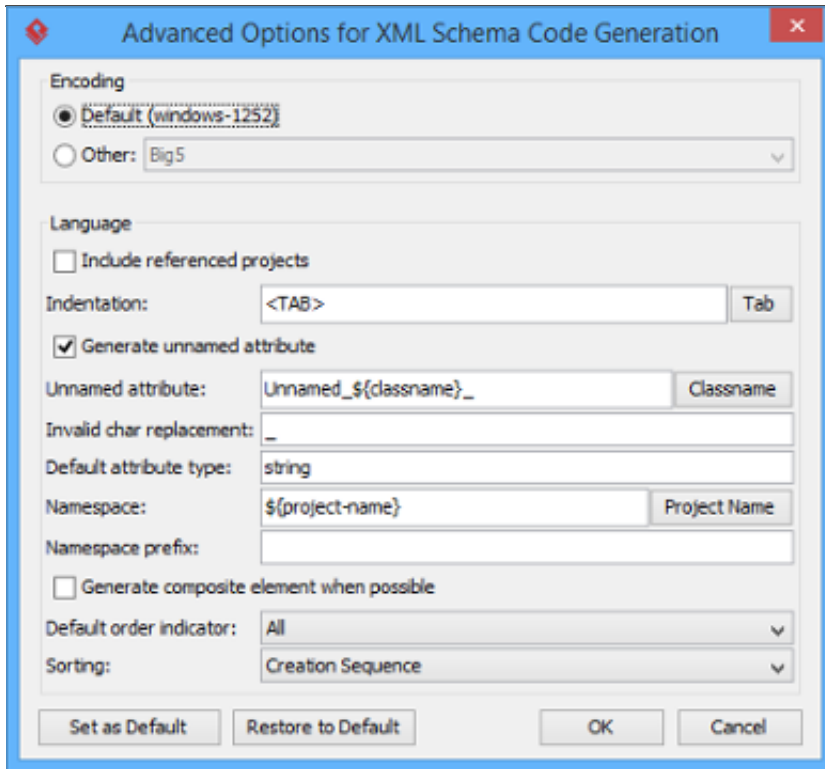 Advanced Options for XML Schema Code Generation
Encoding
Default (windows-1252)
Other: Big5
Language
Include referenced projects
Indentation: <TAB> Tab
Generate unnamed attribute
Unnamed attribute: Unnamed_${classname}_ Classname
Invalid char replacement: _
Default attribute type: string
Namespace: ${project-name} Project Name
Namespace prefix:
Generate composite element when possible
Default order indicator: All
Sorting: Creation Sequence
Set as Default Restore to Default OK Cancel